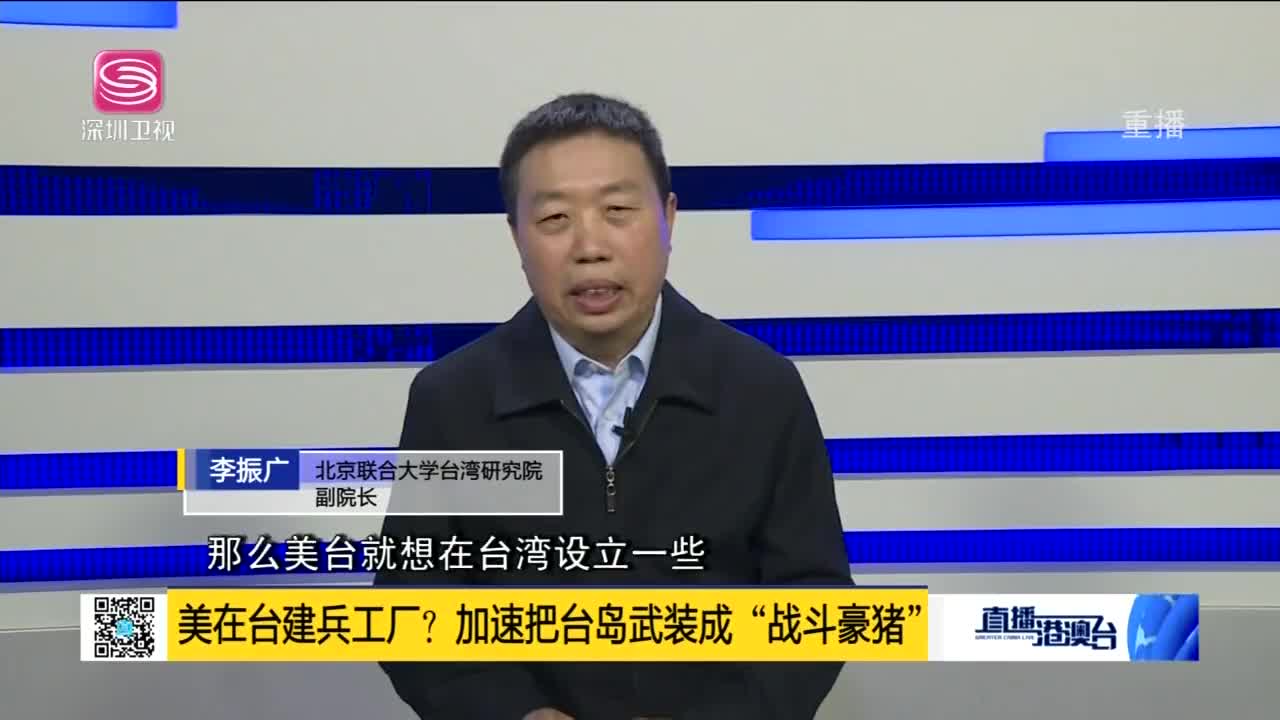 深圳卫视
重播
李振广
北京联合大学台湾研究院
副院长
那么美台就想在台湾设立一些
美在台建兵工厂？加速把台岛武装成“战斗豪猪”
直播港澳台
GREATER CHINA LIVE